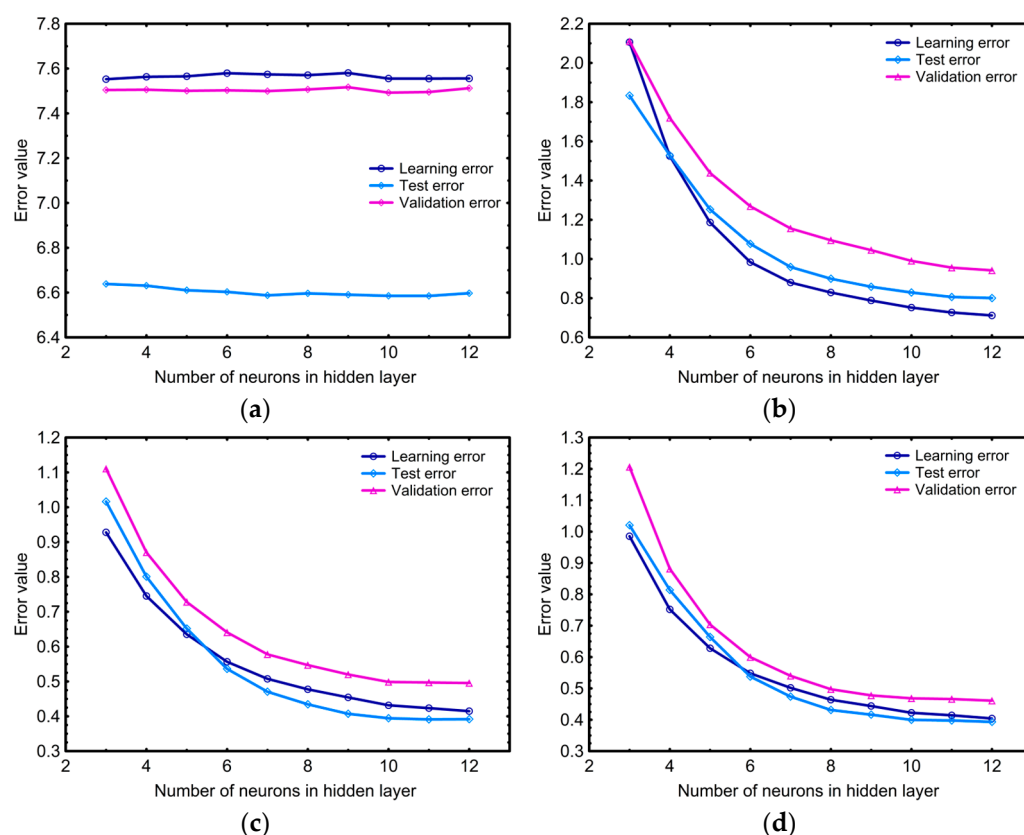 7.8
7.6
7.4
7.2
7.0
6.8
6.6
6.4
Error value
Learning error
Test error
Validation error
2 4 6 8 10 12
Number of neurons in hidden layer
(a)
2.2
2.0
1.8
1.6
1.4
1.2
1.0
0.8
0.6
Error value
Learning error
Test error
Validation error
2 4 6 8 10 12
Number of neurons in hidden layer
(b)
1.2
1.1
1.0
0.9
0.8
0.7
0.6
0.5
0.4
0.3
Error value
Learning error
Test error
Validation error
2 4 6 8 10 12
Number of neurons in hidden layer
(c)
1.3
1.2
1.1
1.0
0.9
0.8
0.7
0.6
0.5
0.4
0.3
Error value
Learning error
Test error
Validation error
2 4 6 8 10 12
Number of neurons in hidden layer
(d)